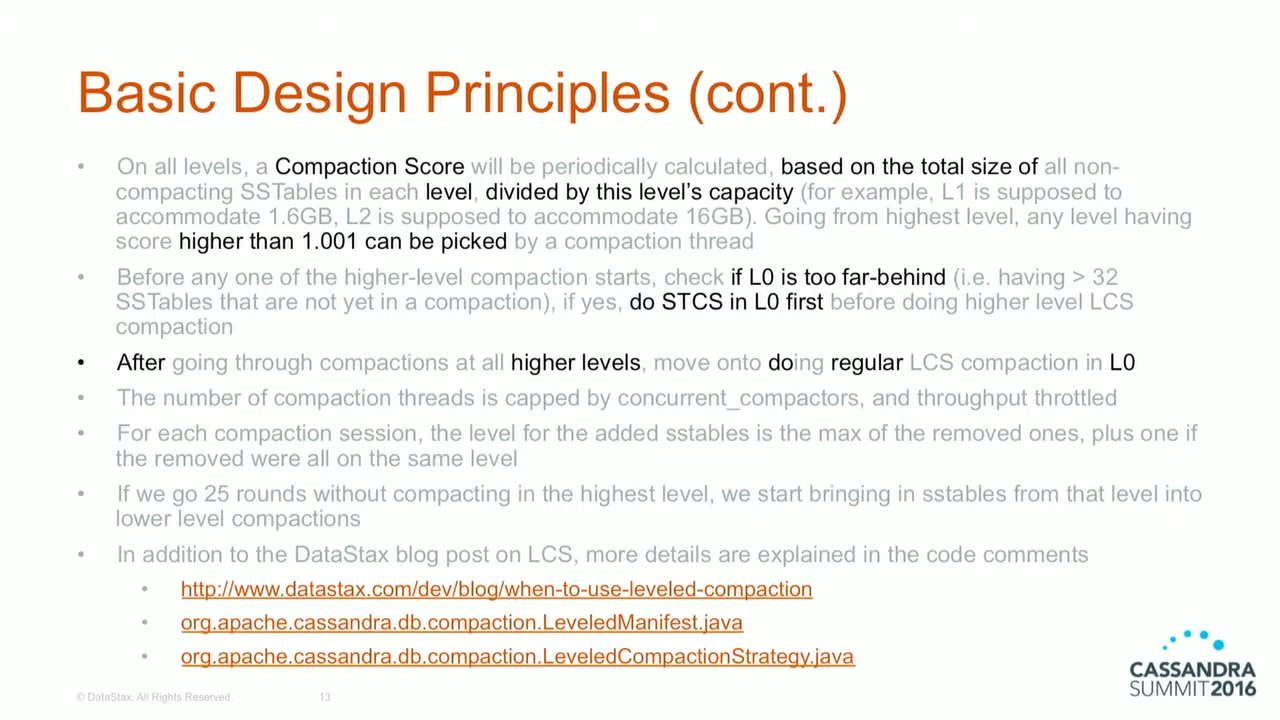 Basic Design Principles (cont.)
• On all levels, a Compaction Score will be periodically calculated, based on the total size of all non-
compacting SSTables in each level, divided by this level's capacity (for example, L1 is supposed to
accommodate 1.6GB, L2 is supposed to accommodate 16GB). Going from highest level, any level having
score higher than 1.001 can be picked by a compaction thread
• Before any one of the higher-level compaction starts, check if L0 is too far-behind (i.e. having > 32
SSTables that are not yet in a compaction), if yes, do STCS in L0 first before doing higher level LCS
compaction
• After going through compactions at all higher levels, move onto doing regular LCS compaction in L0
• The number of compaction threads is capped by concurrent_compactors, and throughput throttled
• For each compaction session, the level for the added sstables is the max of the removed ones, plus one if
the removed were all on the same level
• If we go 25 rounds without compacting in the highest level, we start bringing in sstables from that level into
lower level compactions
• In addition to the DataStax blog post on LCS, more details are explained in the code comments
• http://www.datastax.com/dev/blog/when-to-use-leveled-compaction
• org.apache.cassandra.db.compaction.LeveledManifest.java
• org.apache.cassandra.db.compaction.LeveledCompactionStrategy.java
© DataStax, All Rights Reserved. 13
CASSANDRA
SUMMIT2016